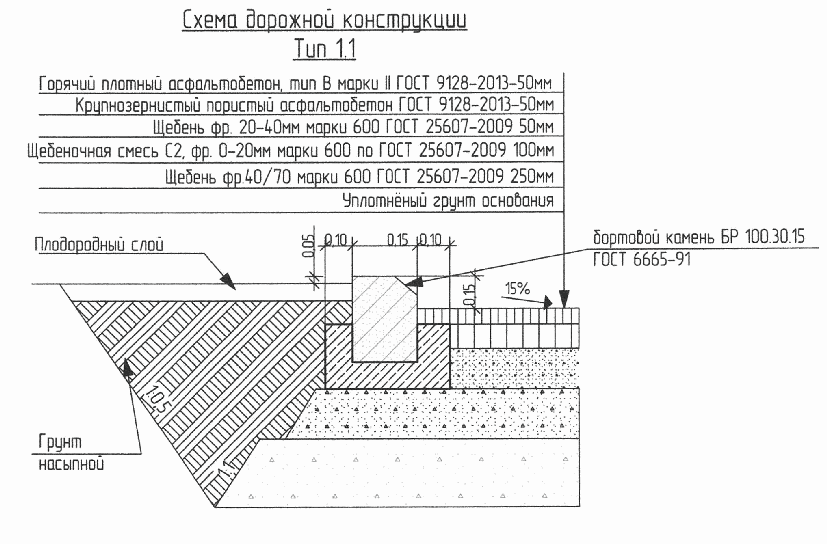 Схема дорожной конструкции
Тип 1.1
Горячий плотный асфальтобетон, тип В марки II ГОСТ 9128-2013-50мм
Крупнозернистый пористый асфальтобетон ГОСТ 9128-2013-50мм
Щебень фр. 20-40мм марки 600 ГОСТ 25607-2009 50мм
Щебеночная смесь С2, фр. 0-20мм марки 600 по ГОСТ 25607-2009 100мм
Щебень фр.40/70 марки 600 ГОСТ 25607-2009 250мм
Уплотнёный грунт основания
Плодородный слой
0,05
0,10
0,15
0,10
бортовой камень БР 100.30.15
ГОСТ 6665-91
0,15
15%
1:0,5
Грунт
насыпной
1:1